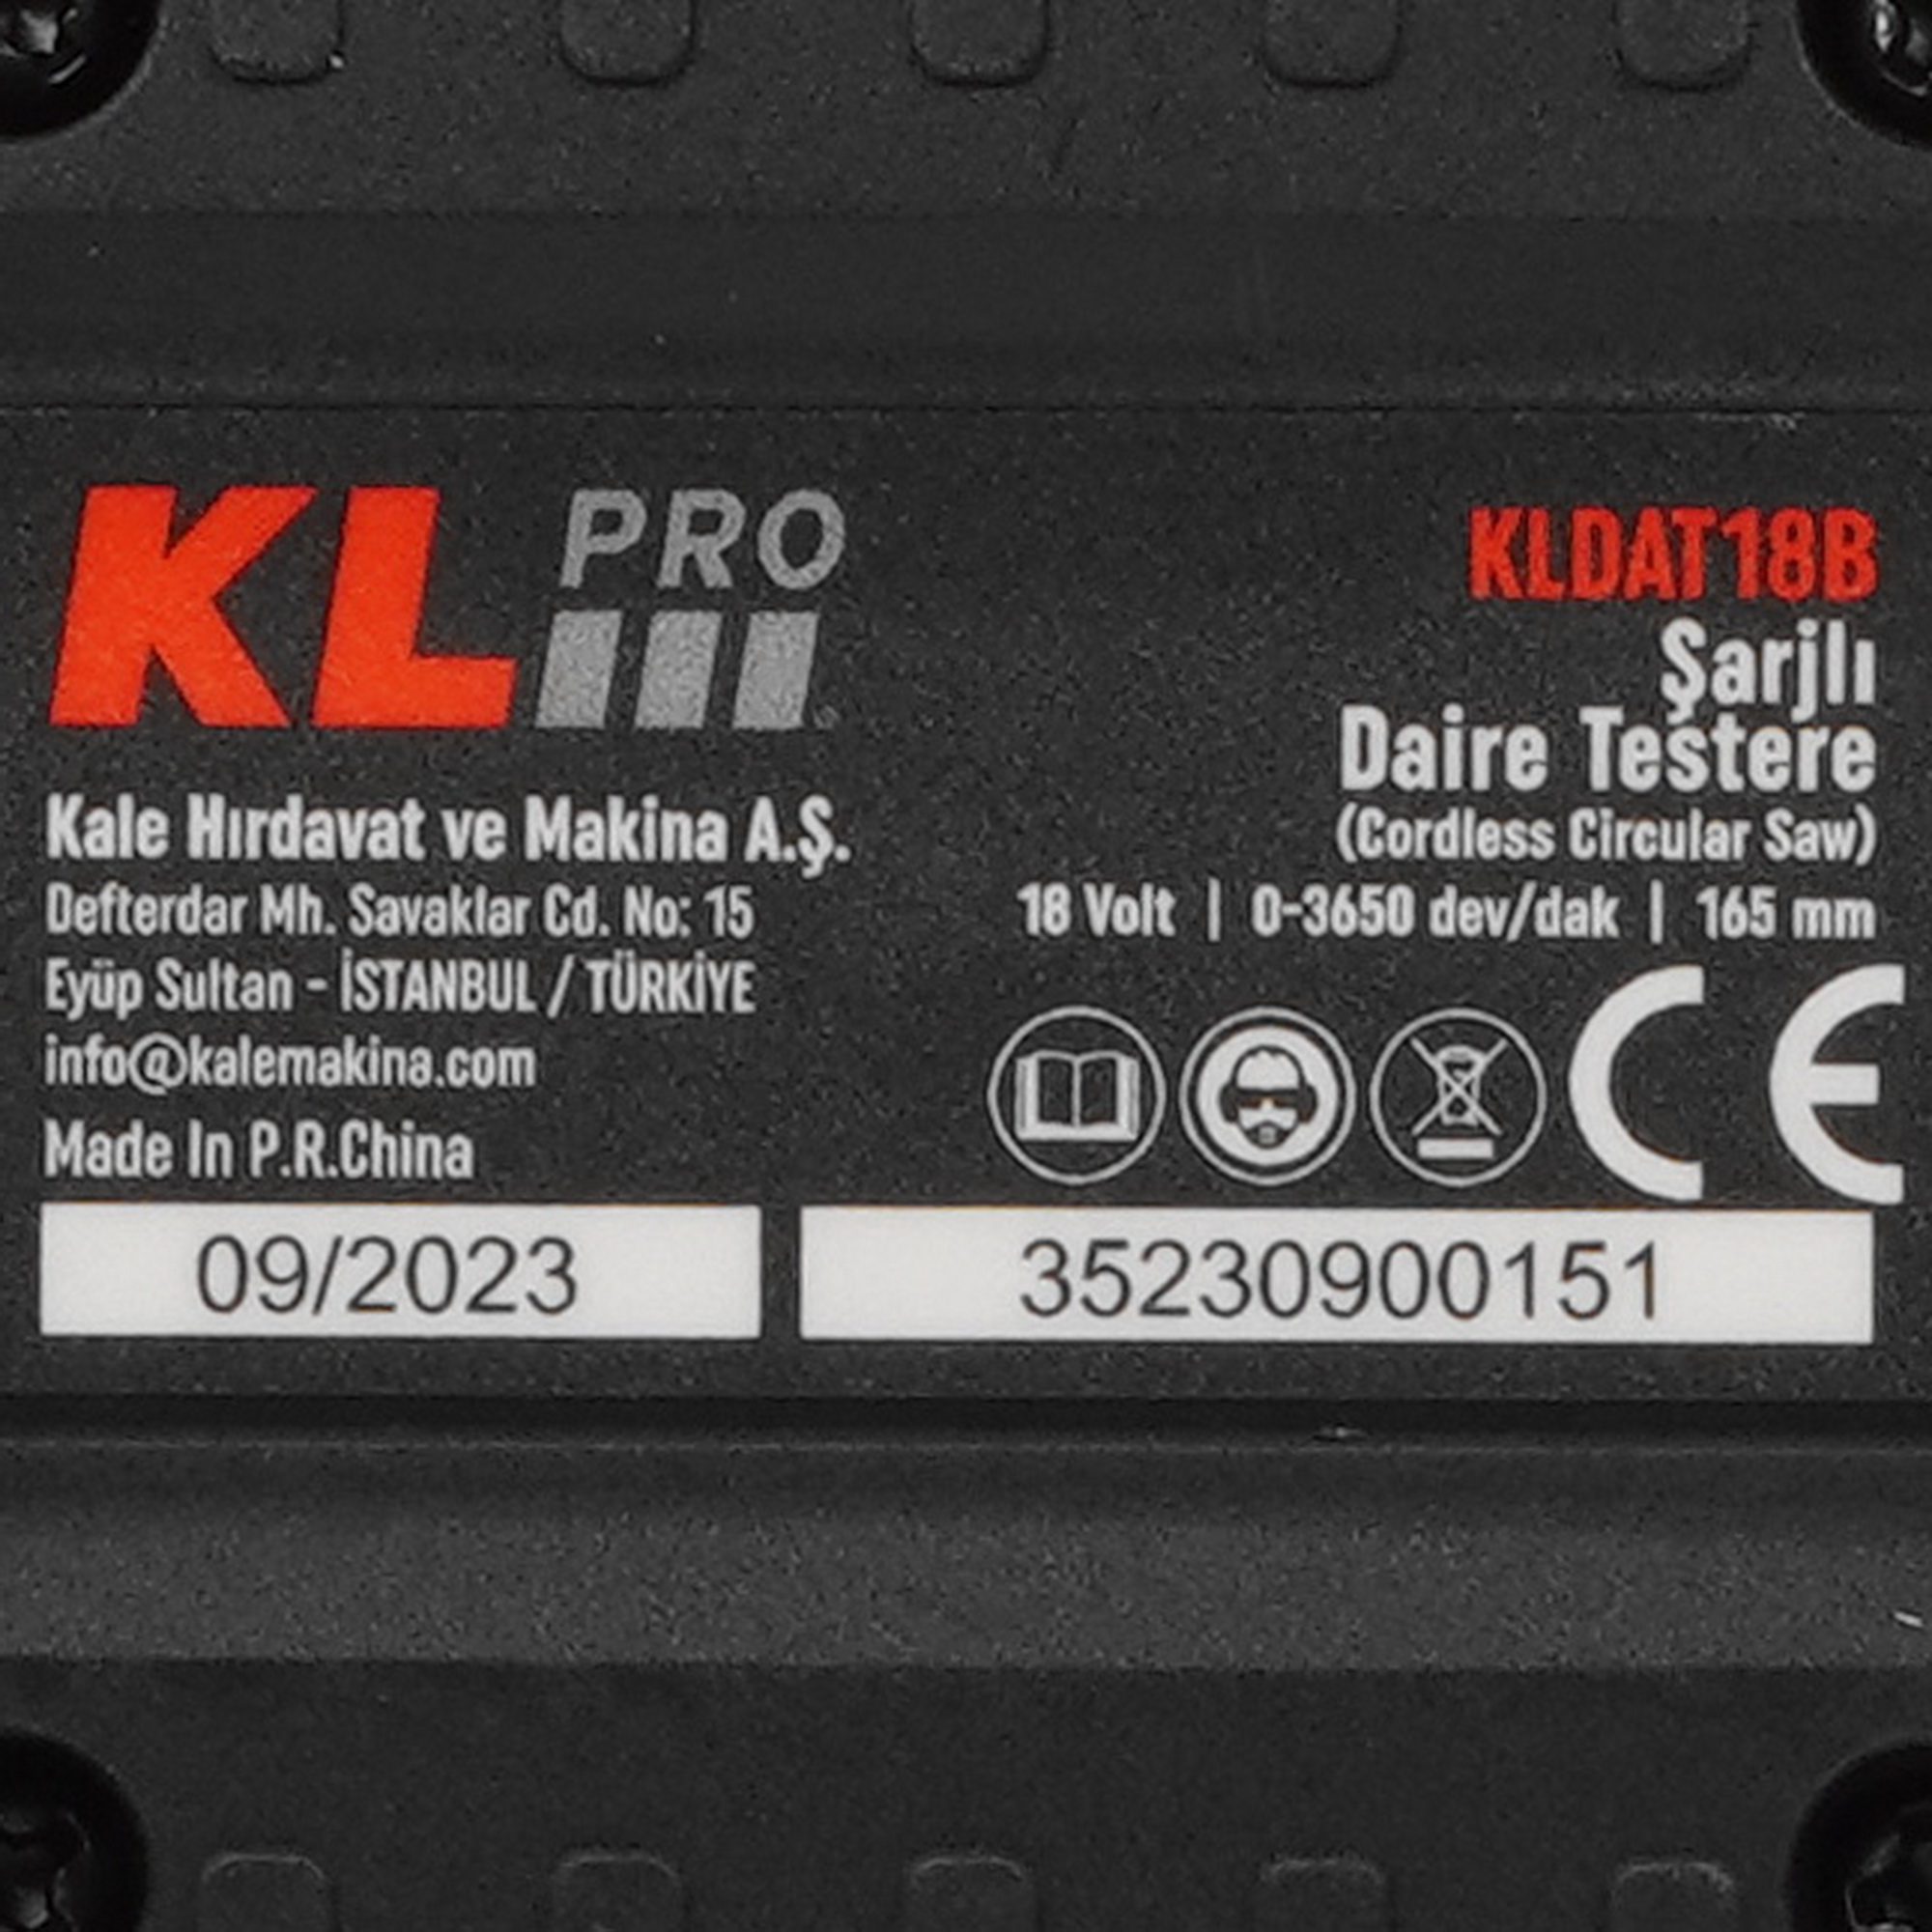 KL PRO
Kale Hırdavat ve Makina A.Ş.
Defterdar Mh. Savaklar Cd. No: 15
Eyüp Sultan - İSTANBUL / TÜRKİYE
info@kalemakina.com
Made In P.R.China
09/2023
KLDAT18B
Şarjlı
Daire Testere
(Cordless Circular Saw)
18 Volt | 0-3650 dev/dak | 165 mm
CE
35230900151